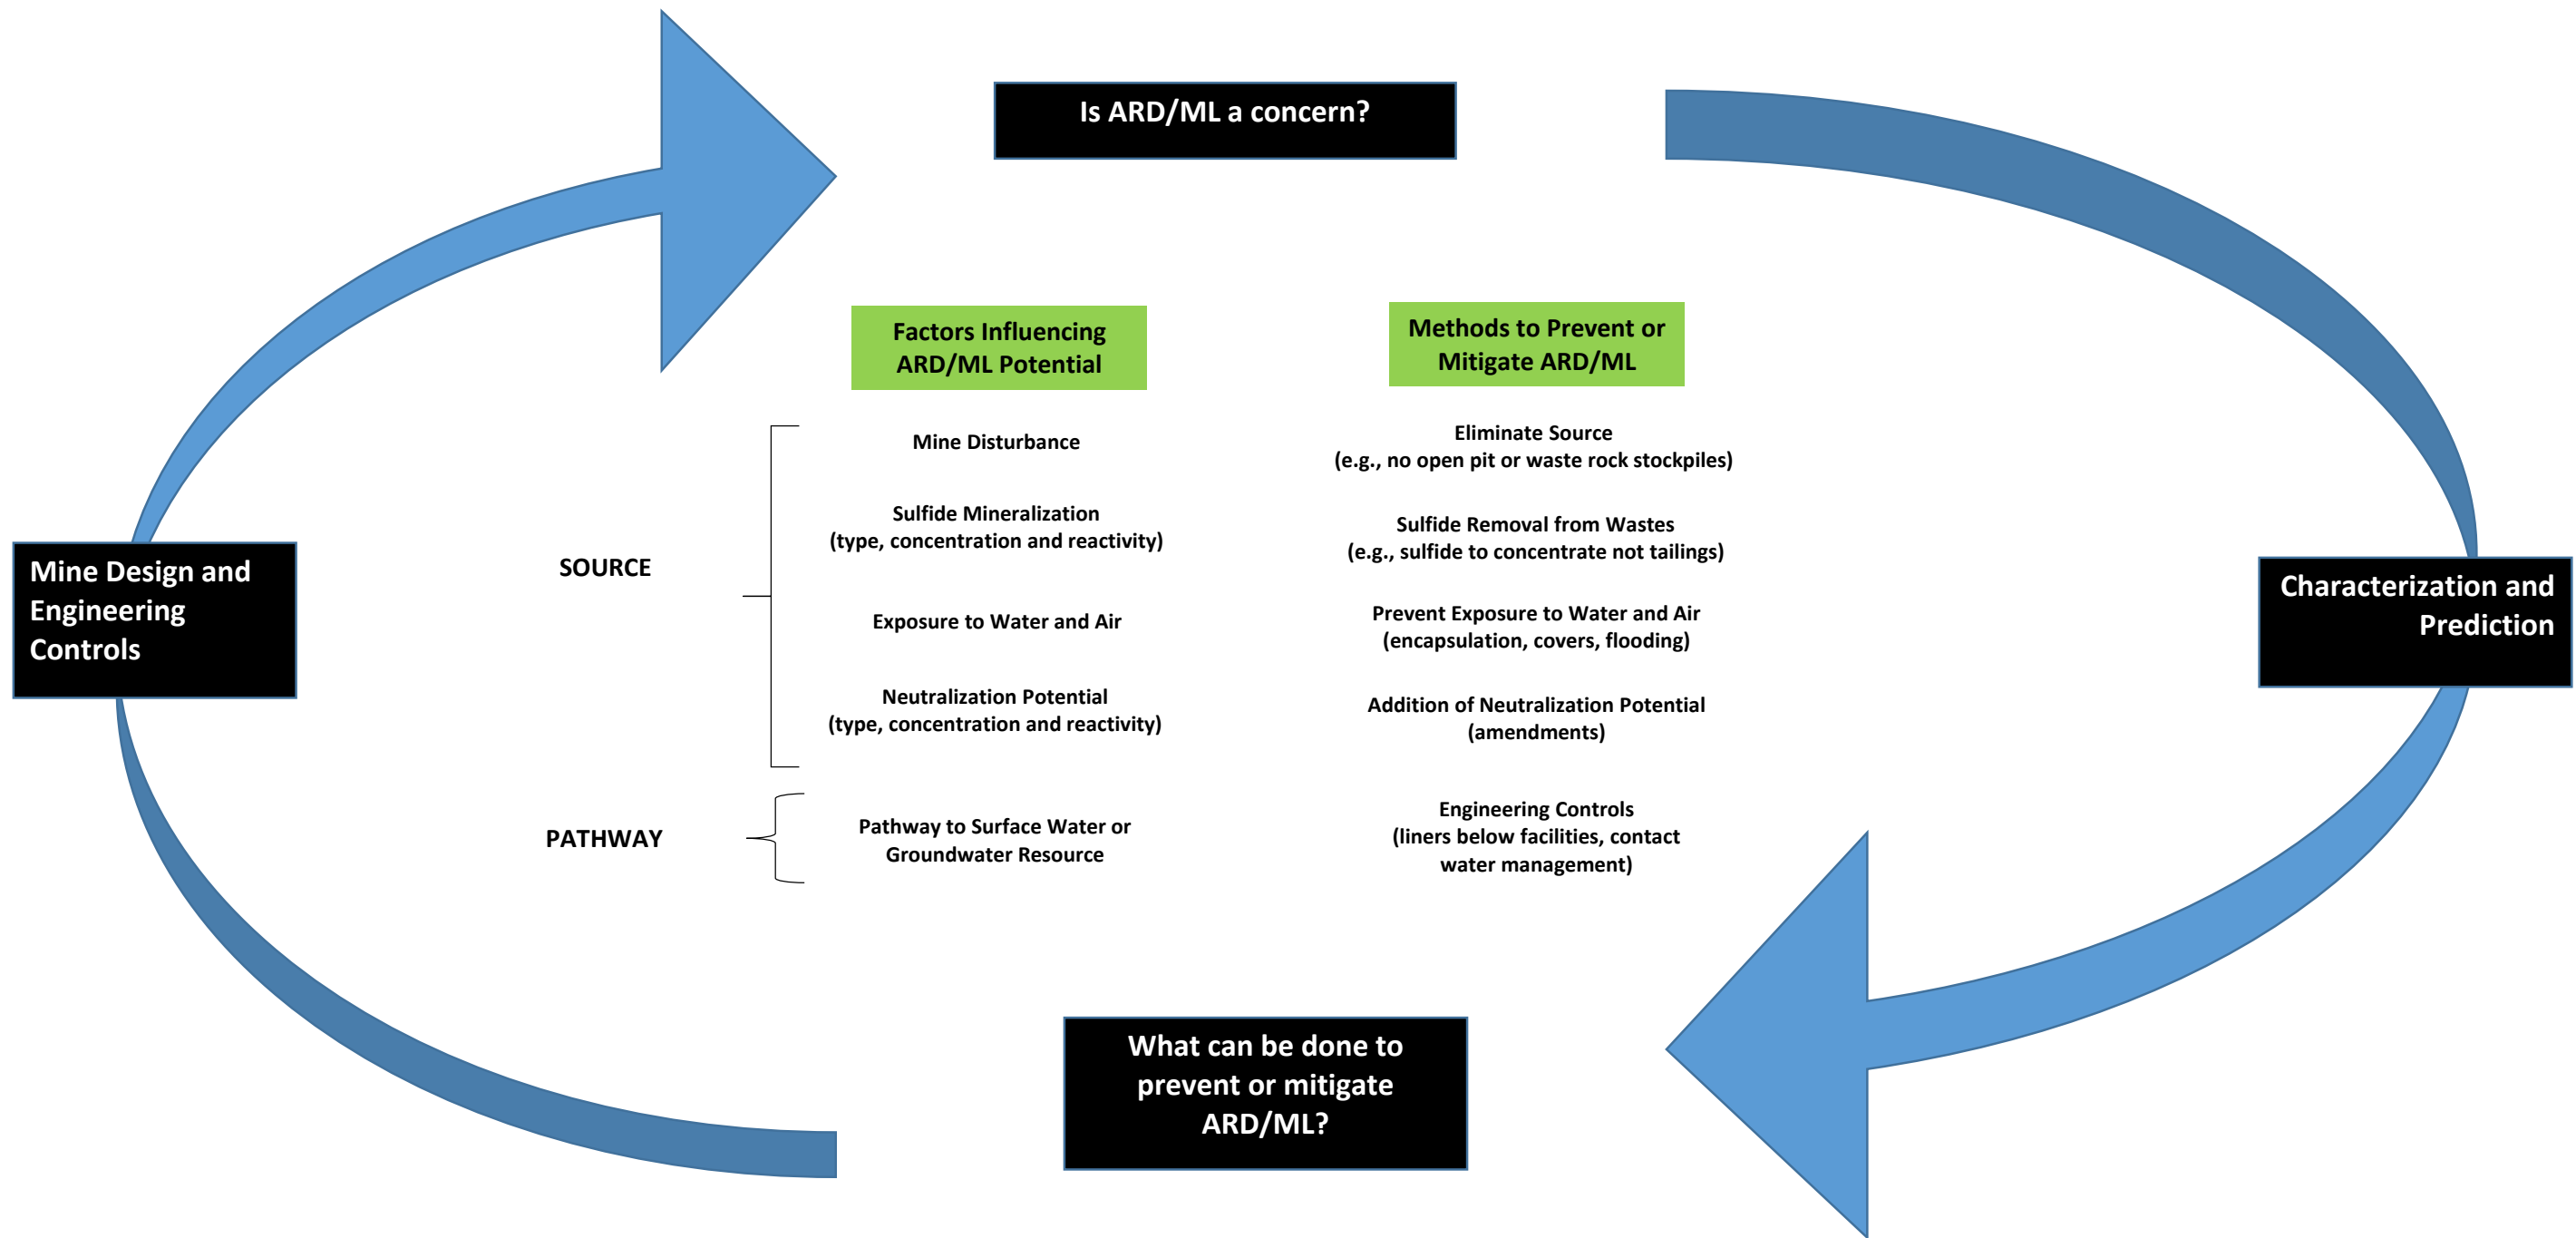 Is ARD/ML a concern?
Factors Influencing
ARD/ML Potential
Methods to Prevent or
Mitigate ARD/ML
Mine Disturbance
Eliminate Source
(e.g., no open pit or waste rock stockpiles)
Sulfide Mineralization
(type, concentration and reactivity)
Sulfide Removal from Wastes
(e.g., sulfide to concentrate not tailings)
SOURCE
Mine Design and
Engineering
Controls
Characterization and
Prediction
Exposure to Water and Air
Prevent Exposure to Water and Air
(encapsulation, covers, flooding)
Neutralization Potential
(type, concentration and reactivity)
Addition of Neutralization Potential
(amendments)
PATHWAY
Pathway to Surface Water or
Groundwater Resource
Engineering Controls
(liners below facilities, contact
water management)
What can be done to
prevent or mitigate
ARD/ML?